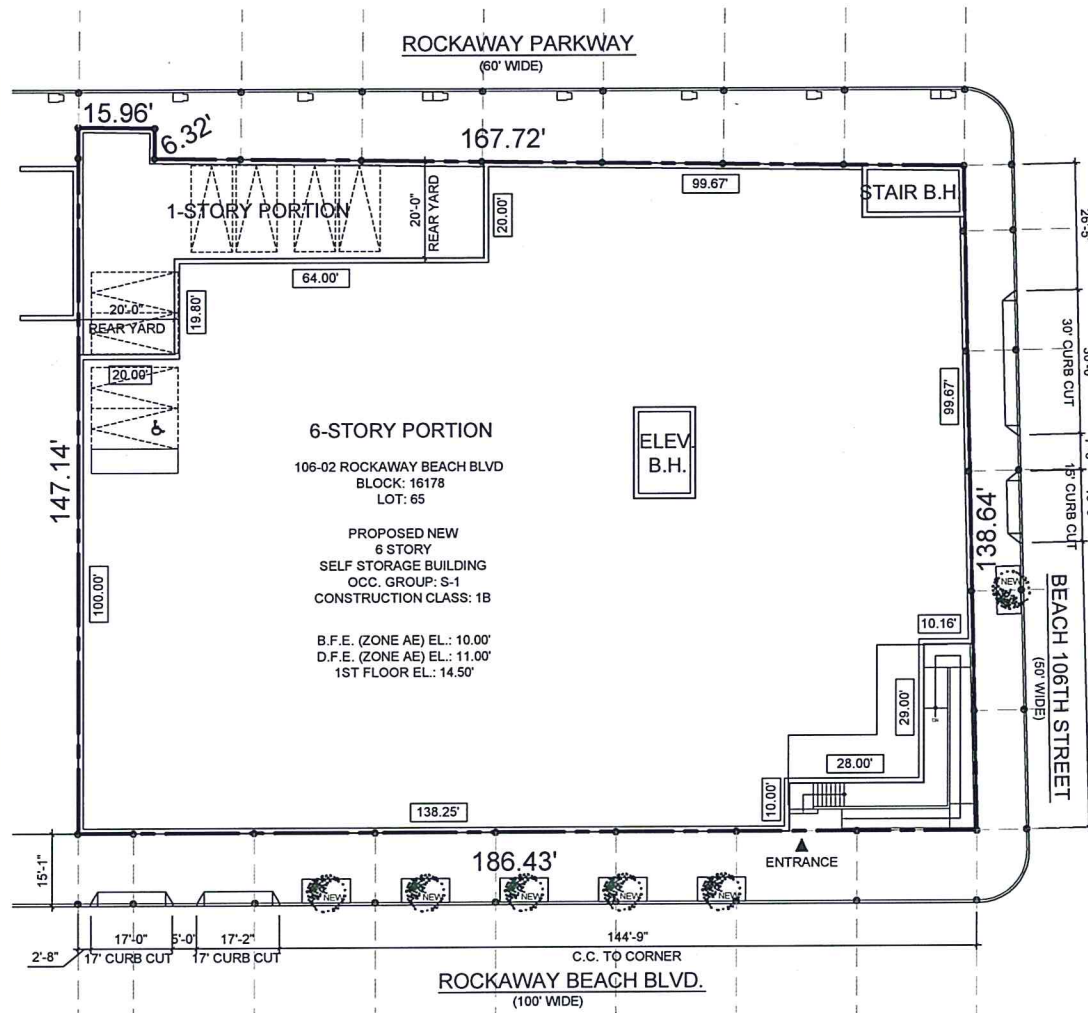 ROCKAWAY PARKWAY
(60' WIDE)
15.96'
6.32'
167.72'
99.67'
STAIR B.H.
1-STORY PORTION
20'-0"
REAR YARD
20.00'
64.00'
20'-0"
REAR YARD
19.80'
20.00'
30' CURB CUT
99.67'
15' CURB CUT
6-STORY PORTION
106-02 ROCKAWAY BEACH BLVD
BLOCK: 16178
LOT: 65
PROPOSED NEW
6 STORY
SELF STORAGE BUILDING
OCC. GROUP: S-1
CONSTRUCTION CLASS: 1B
B.F.E. (ZONE AE) EL.: 10.00'
D.F.E. (ZONE AE) EL.: 11.00'
1ST FLOOR EL.: 14.50'
ELEV.
B.H.
147.14'
100.00'
138.64'
NEW
BEACH 106TH STREET
(50' WIDE)
10.16'
29.00'
28.00'
10.00'
138.25'
186.43'
ENTRANCE
15'-1"
NEW
NEW
NEW
NEW
NEW
2'-8"
17'-0"
17' CURB CUT
5'-0"
17'-2"
17' CURB CUT
144'-9"
C.C. TO CORNER
ROCKAWAY BEACH BLVD.
(100' WIDE)